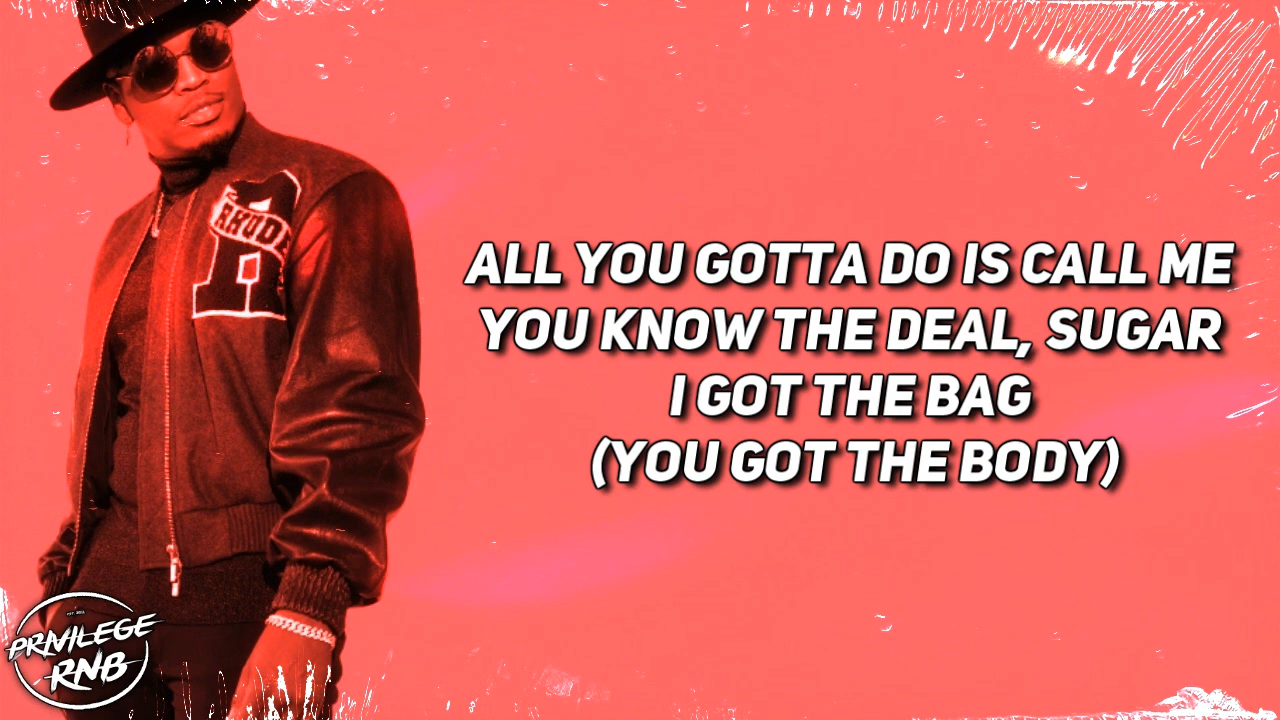 ALL YOU GOTTA DO IS CALL ME
YOU KNOW THE DEAL, SUGAR
I GOT THE BAG
(YOU GOT THE BODY)
RHODE
R
PRIVILEGE
RNB